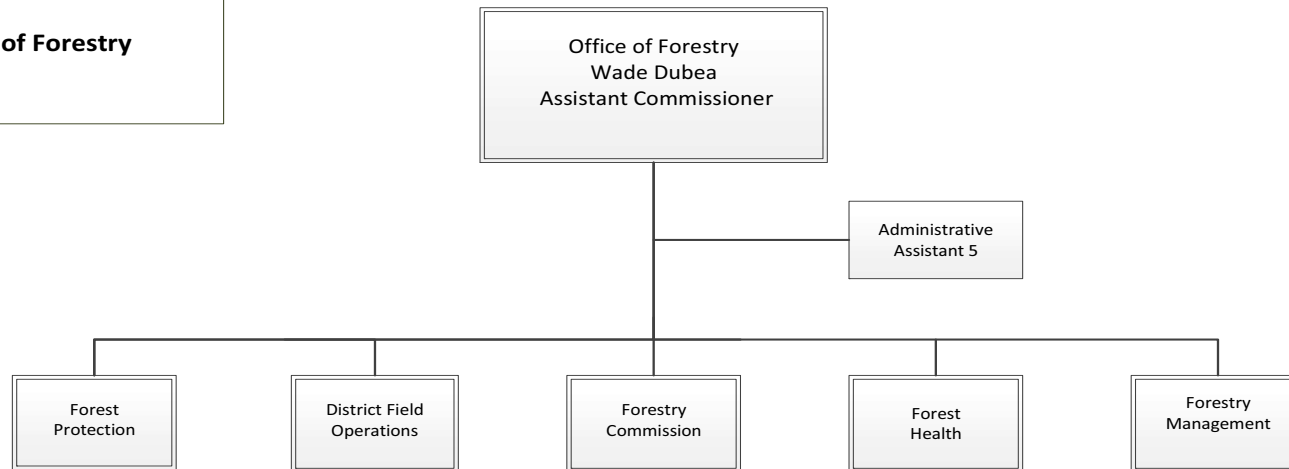 of Forestry
Office of Forestry
Wade Dubea
Assistant Commissioner
Administrative
Assistant 5
Forest
Protection
District Field
Operations
Forestry
Commission
Forest
Health
Forestry
Management